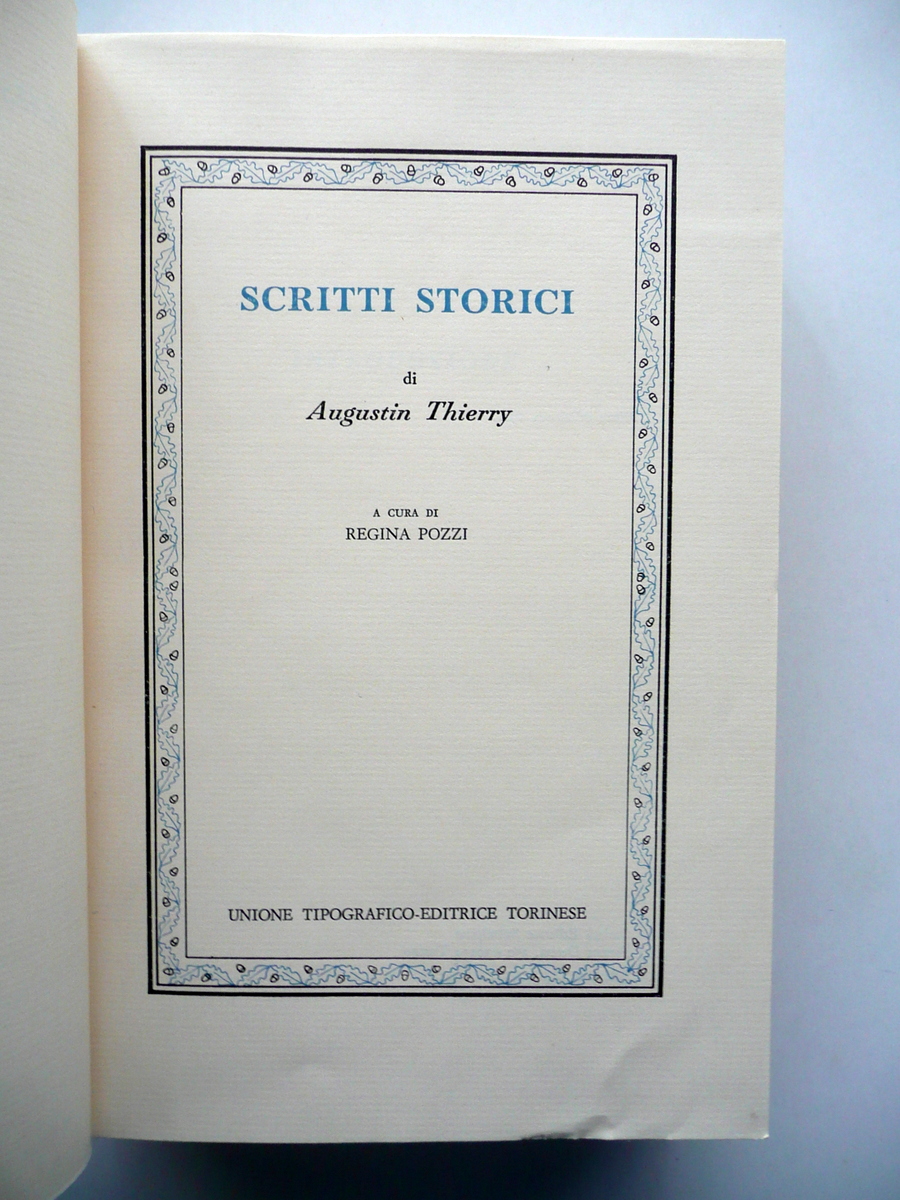 SCRITTI STORICI
di
Augustin Thierry
A CURA DI
REGINA POZZI
UNIONE TIPOGRAFICO-EDITRICE TORINESE